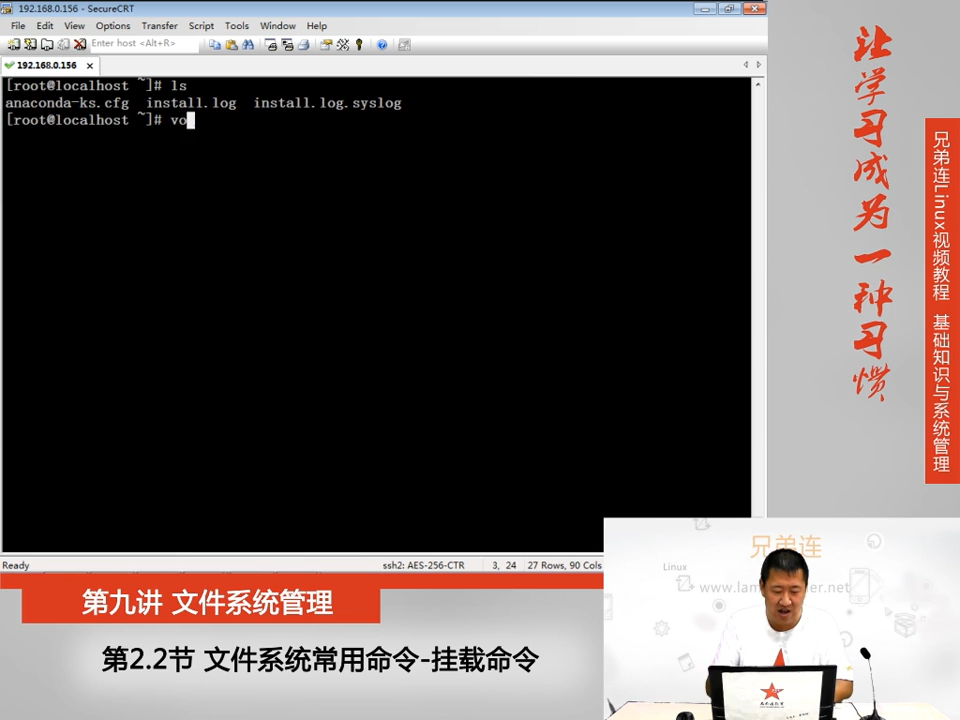 192.168.0.156 - SecureCRT
File Edit View Options Transfer Script Tools Window Help
Enter host <Alt+R>
192.168.0.156
[root@localhost ~]# ls
anaconda-ks.cfg install.log install.log.syslog
[root@localhost ~]# vo
Ready ssh2: AES-256-CTR 3, 24 27 Rows, 90 Cols
让学习成为一种习惯
兄弟连Linux视频教程 基础知识与系统管理
第九讲 文件系统管理
第2.2节 文件系统常用命令-挂载命令
兄弟连
Linux